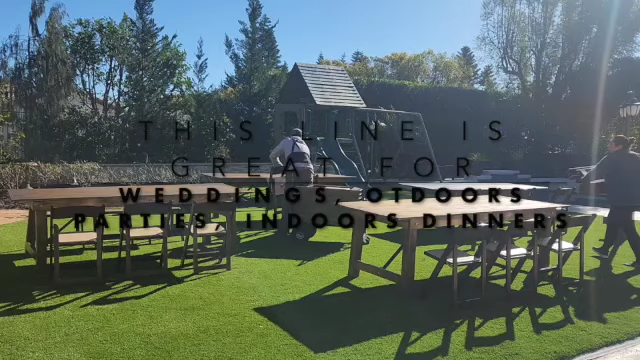 THIS LINE IS
GREAT FOR
WEDDINGS, OTDOORS
PARTIES, INDOORS DINNERS